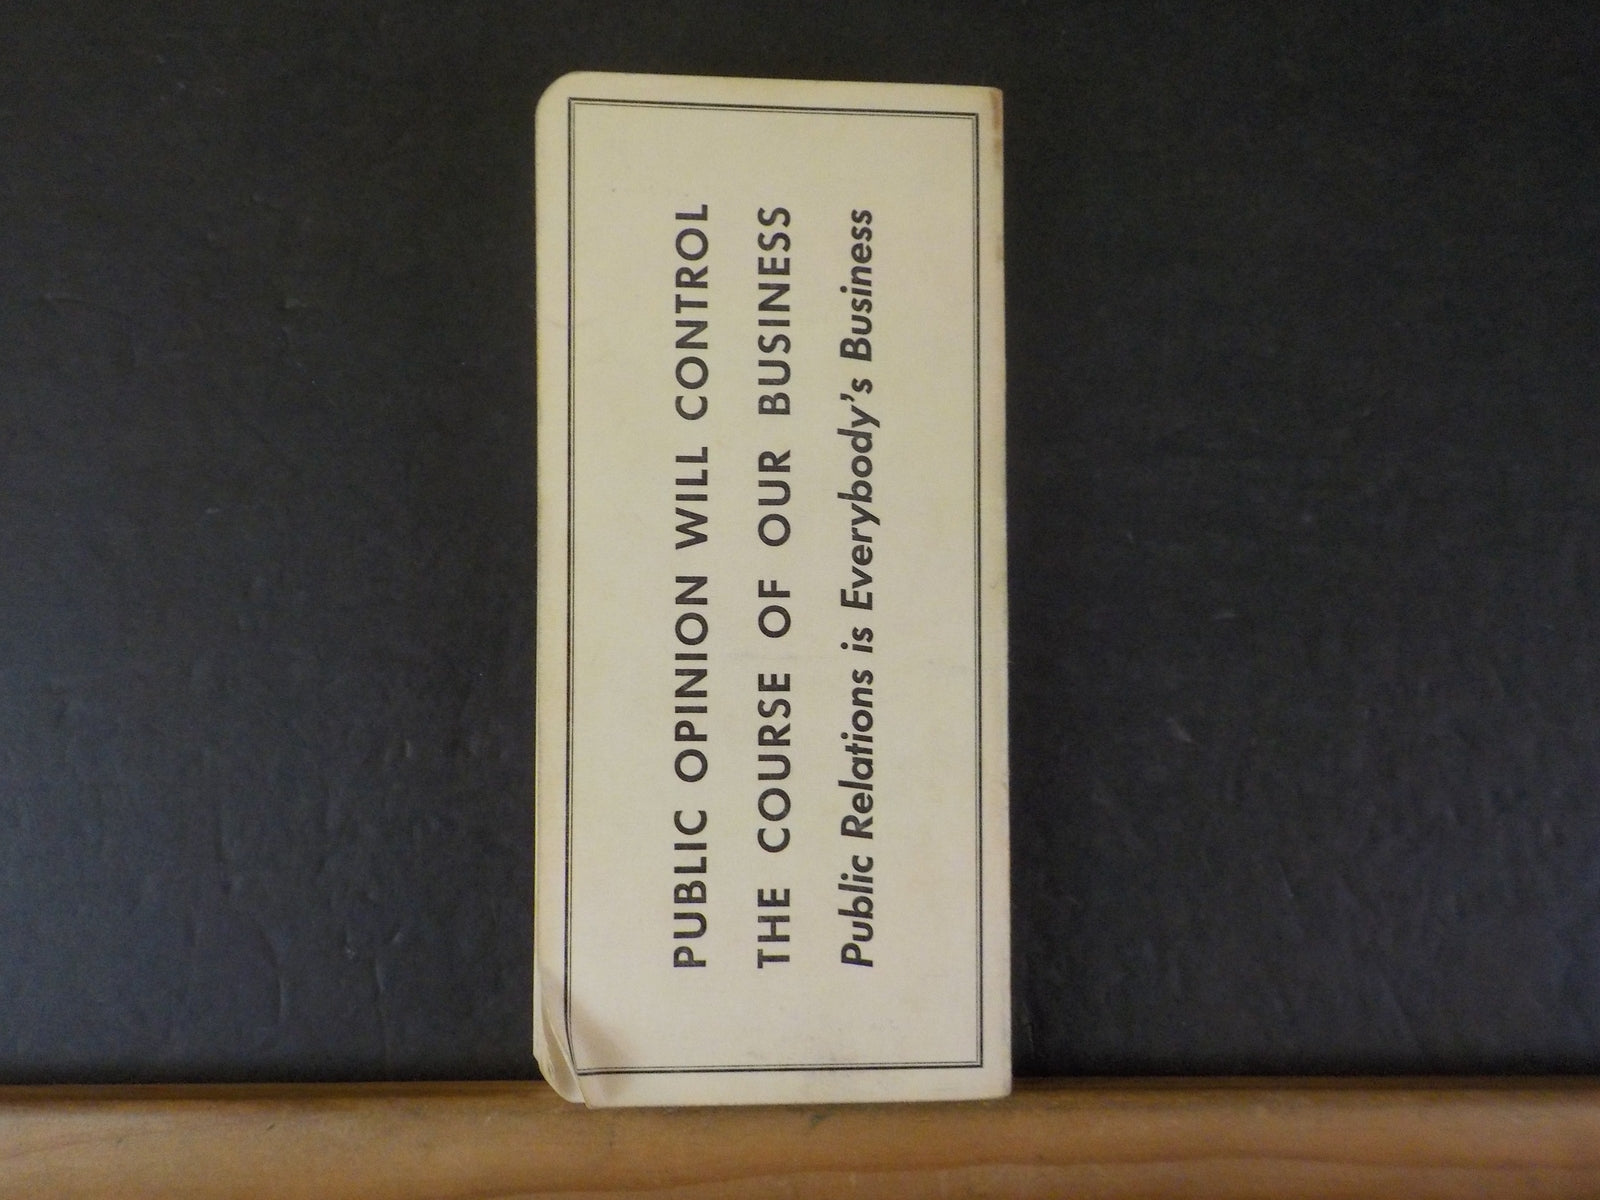 PUBLIC OPINION WILL CONTROL
THE COURSE OF OUR BUSINESS
Public Relations is Everybody's Business